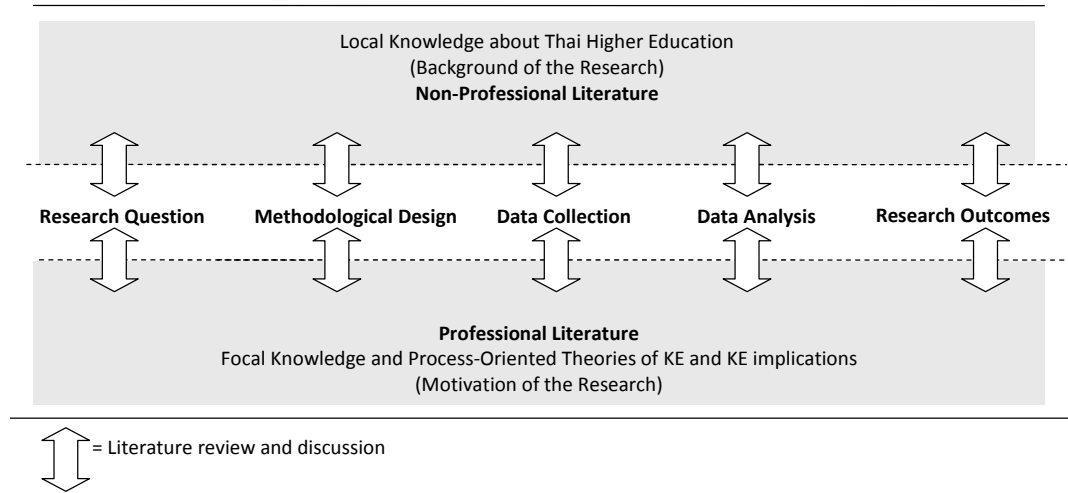 Local Knowledge about Thai Higher Education
(Background of the Research)
Non-Professional Literature
Research Question Methodological Design Data Collection Data Analysis Research Outcomes
Professional Literature
Focal Knowledge and Process-Oriented Theories of KE and KE implications
(Motivation of the Research)
= Literature review and discussion